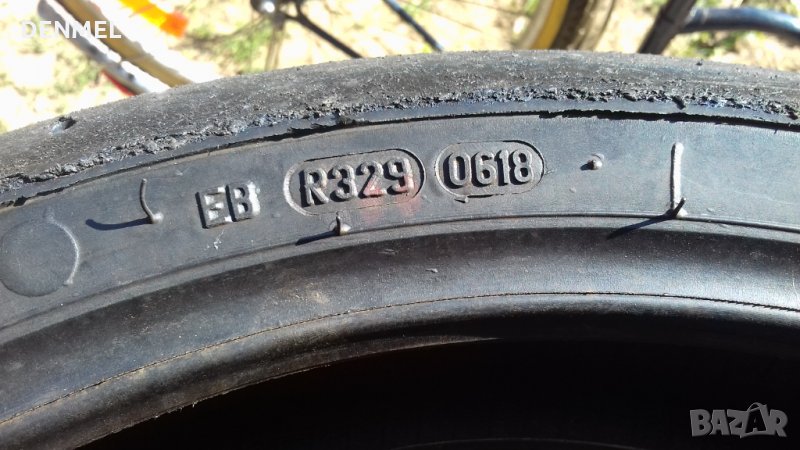 DENMEL
EB R329 0618
BAZAR